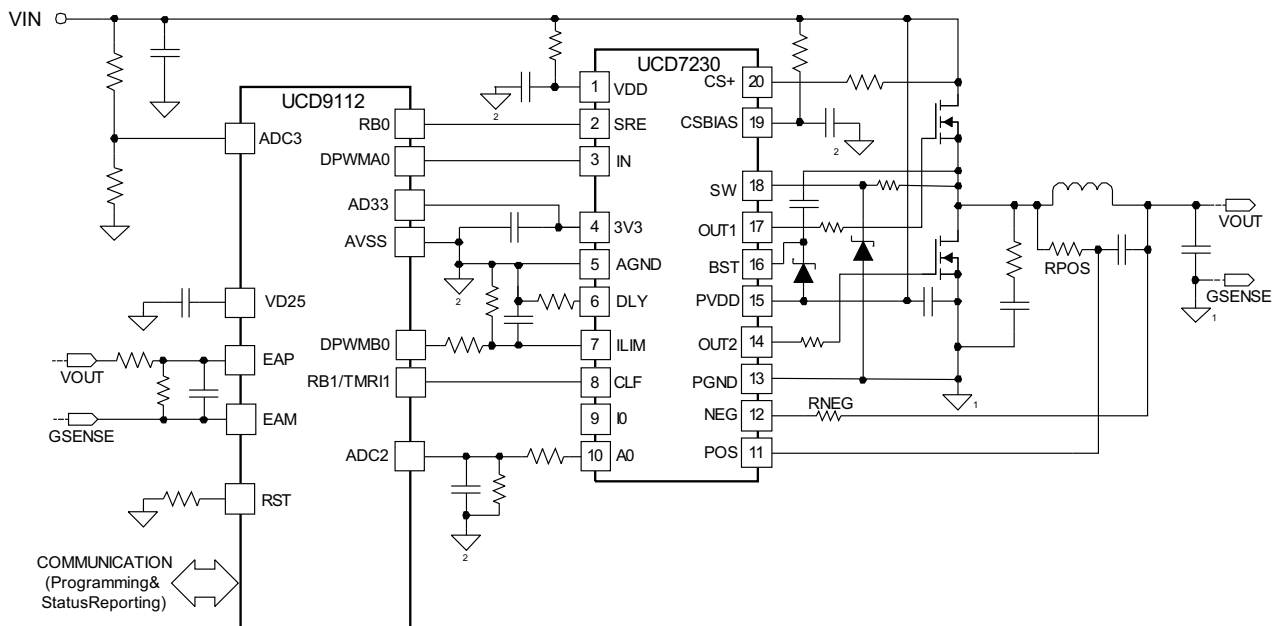 VIN
UCD9112
UCD7230
ADC3
VD25
EAP
EAM
RST
VOUT
GSENSE
COMMUNICATION
(Programming&
StatusReporting)
RB0
DPWMA0
AD33
AVSS
DPWMB0
RB1/TMRI1
ADC2
2
2
2
1 VDD
2 SRE
3 IN
4 3V3
5 AGND
6 DLY
7 ILIM
8 CLF
9 I0
10 A0
CS+ 20
CSBIAS 19
SW 18
OUT1 17
BST 16
PVDD 15
OUT2 14
PGND 13
NEG 12
POS 11
2
RNEG
1
RPOS
VOUT
GSENSE
1